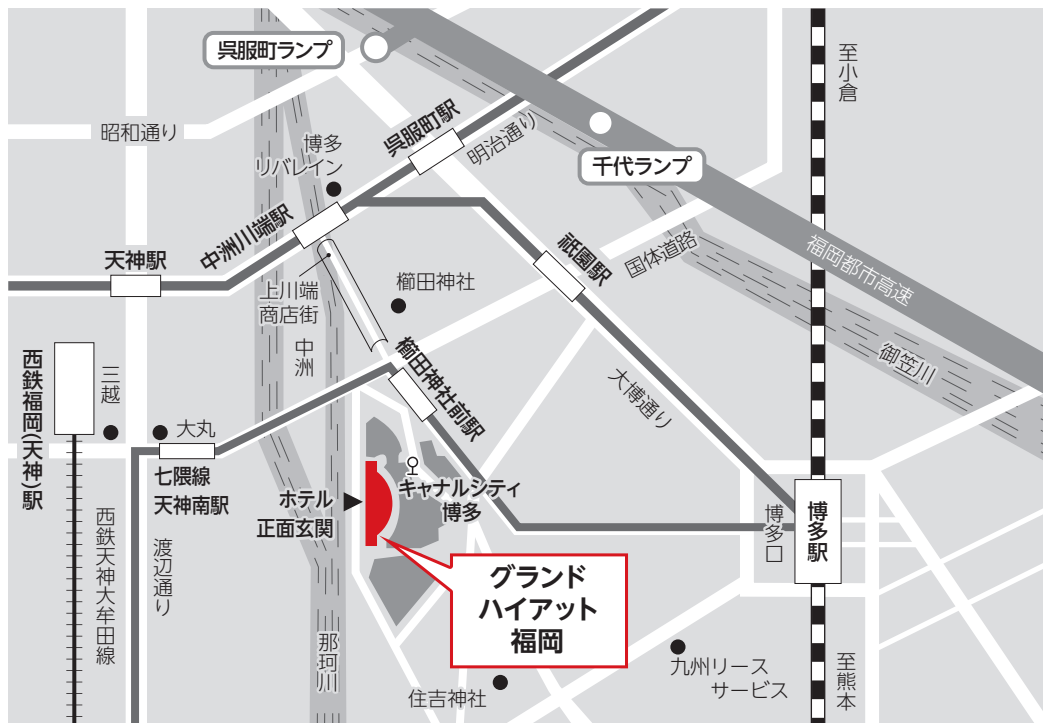 呉服町ランプ
至小倉
昭和通り
呉服町駅
明治通り
博多
リバレイン
千代ランプ
中洲川端駅
天神駅
祇園駅
国体道路
福岡都市高速
上川端
商店街
櫛田神社
御笠川
中洲
西鉄福岡(天神)駅
三越
櫛田神社前駅
大博通り
大丸
七隈線
天神南駅
キャナルシティ
博多
ホテル
正面玄関
博多口
博多駅
西鉄天神大牟田線
渡辺通り
グランド
ハイアット
福岡
那珂川
九州リース
サービス
至熊本
住吉神社